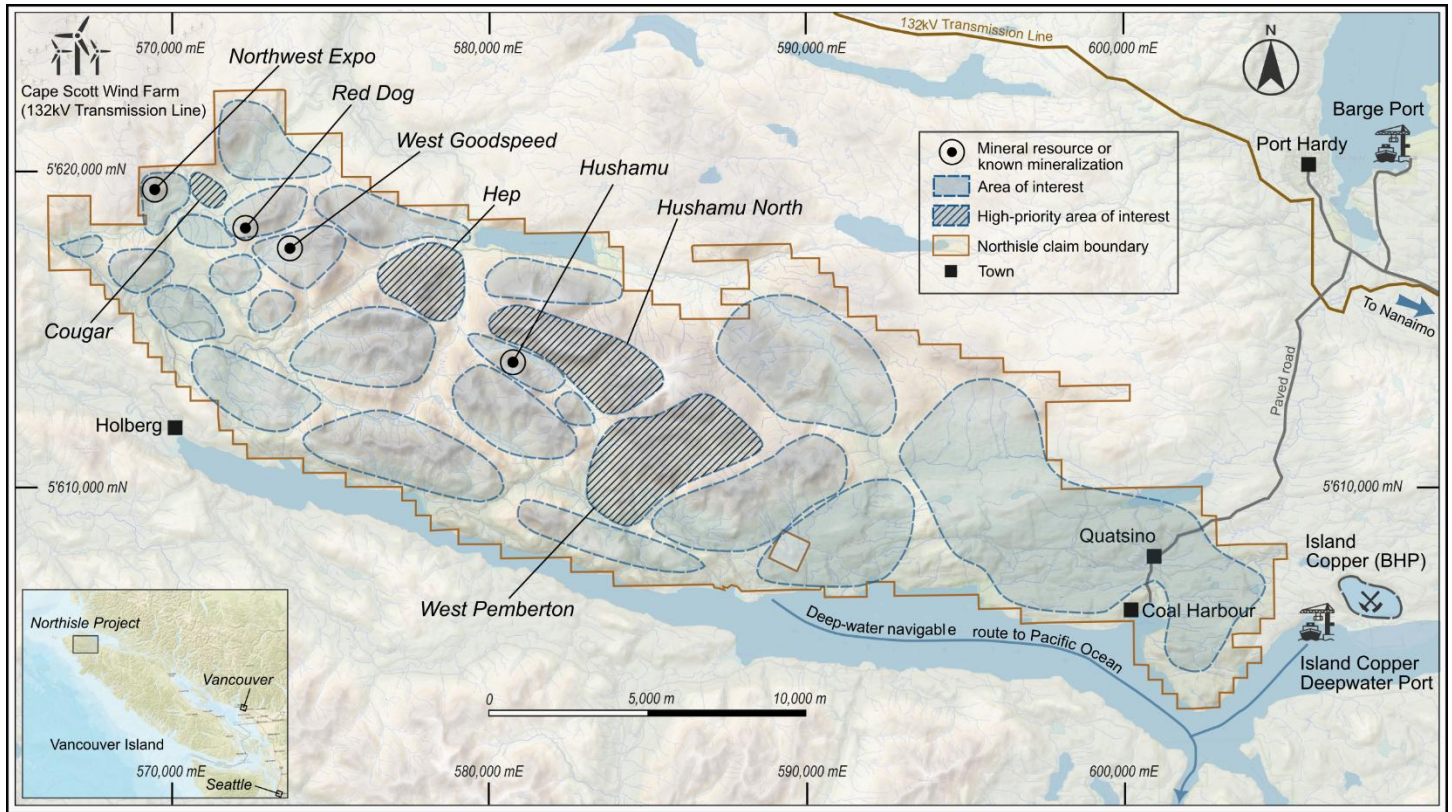 570,000 mE
580,000 mE
590,000 mE
132kV Transmission Line
600,000 mE
N
Cape Scott Wind Farm
(132kV Transmission Line)
Northwest Expo
Red Dog
West Goodspeed
Hushamu
Hep
Hushamu North
Barge Port
Port Hardy
Mineral resource or
known mineralization
Area of interest
High-priority area of interest
Northisle claim boundary
Town
5'620,000 mN
Cougar
To Nanaimo
Paved road
Holberg
5'610,000 mN
5'610,000 mN
Quatsino
Island
Copper (BHP)
West Pemberton
Coal Harbour
Deep-water navigable route to Pacific Ocean
Island Copper
Deepwater Port
Northisle Project
Vancouver
Vancouver Island
Seattle
0
5,000 m
10,000 m
570,000 mE
580,000 mE
590,000 mE
600,000 mE